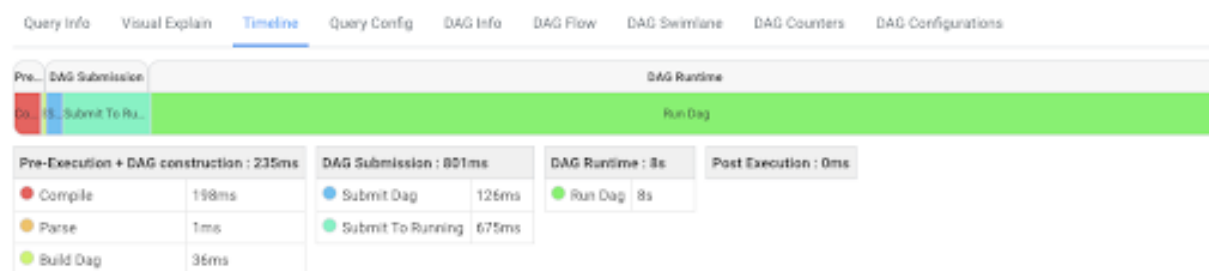 Query Info Visual Explain Timeline Query Config DAG Info DAG Flow DAG Swimlane DAG Counters DAG Configurations
Pre... DAG Submission DAG Runtime
Co... S... Submit To Ru... Run Dag
Pre-Execution + DAG construction : 235ms DAG Submission : 801ms DAG Runtime : 8s Post Execution : 0ms
Compile 198ms Submit Dag 126ms Run Dag 8s
Parse 1ms Submit To Running 675ms
Build Dag 36ms